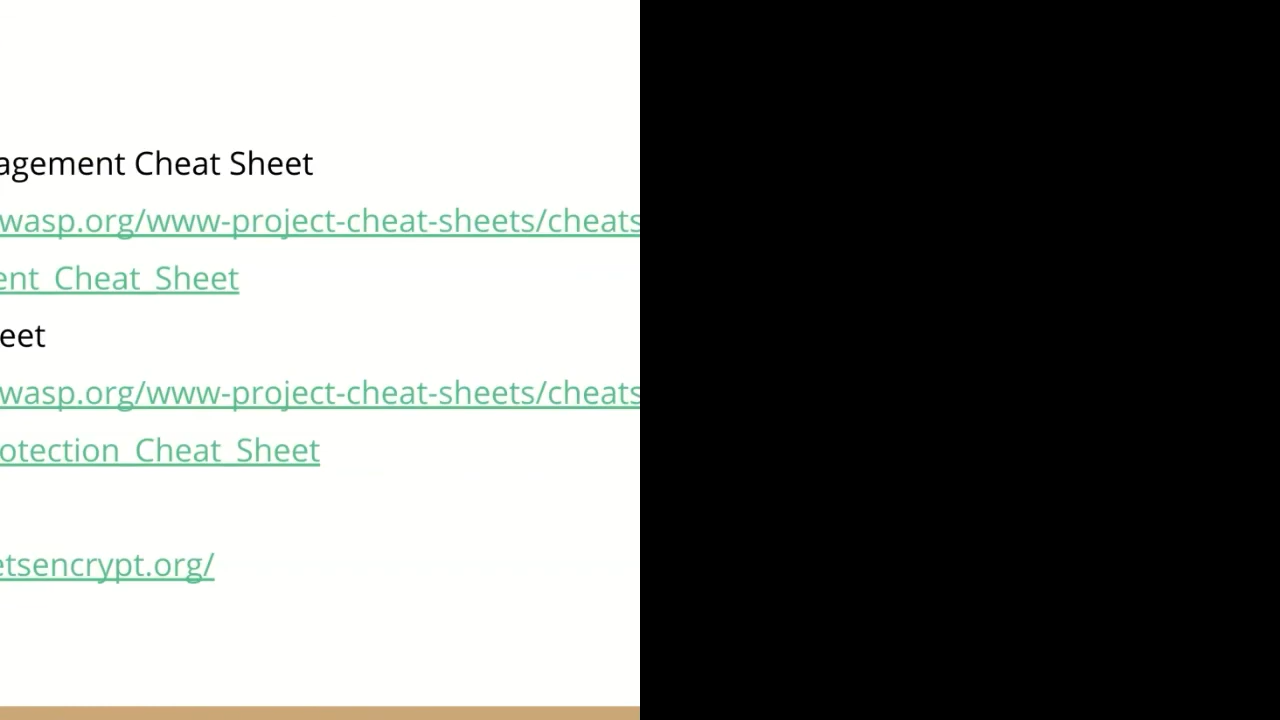 agement Cheat Sheet
wasp.org/www-project-cheat-sheets/cheats
ent_Cheat_Sheet
eet
wasp.org/www-project-cheat-sheets/cheats
otection_Cheat_Sheet
etsencrypt.org/